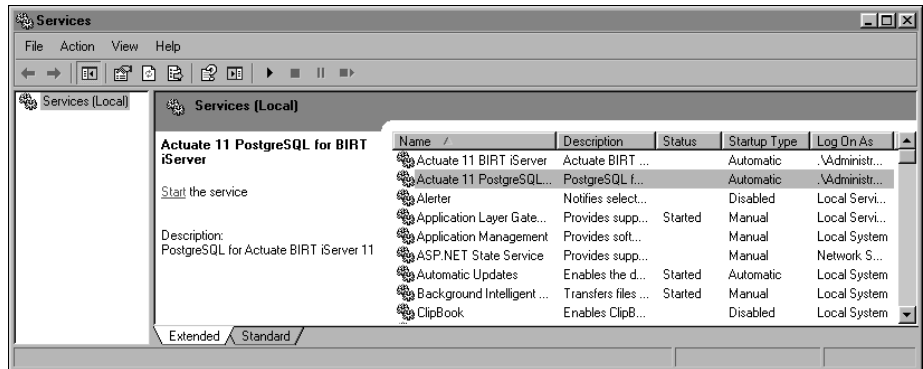 Services
File Action View Help
Services (Local)
Services (Local)
Actuate 11 PostgreSQL for BIRT iServer
Start the service
Description:
PostgreSQL for Actuate BIRT iServer 11
Name Description Status Startup Type Log On As
Actuate 11 BIRT iServer Actuate BIRT ... Automatic .\Administr...
Actuate 11 PostgreSQL... PostgreSQL f... Automatic .\Administr...
Alerter Notifies select... Disabled Local Servi...
Application Layer Gate... Provides supp... Started Manual Local Servi...
Application Management Provides soft... Manual Local System
ASP.NET State Service Provides supp... Manual Network S...
Automatic Updates Enables the d... Started Automatic Local System
Background Intelligent ... Transfers files ... Started Manual Local System
ClipBook Enables ClipB... Disabled Local System
Extended Standard